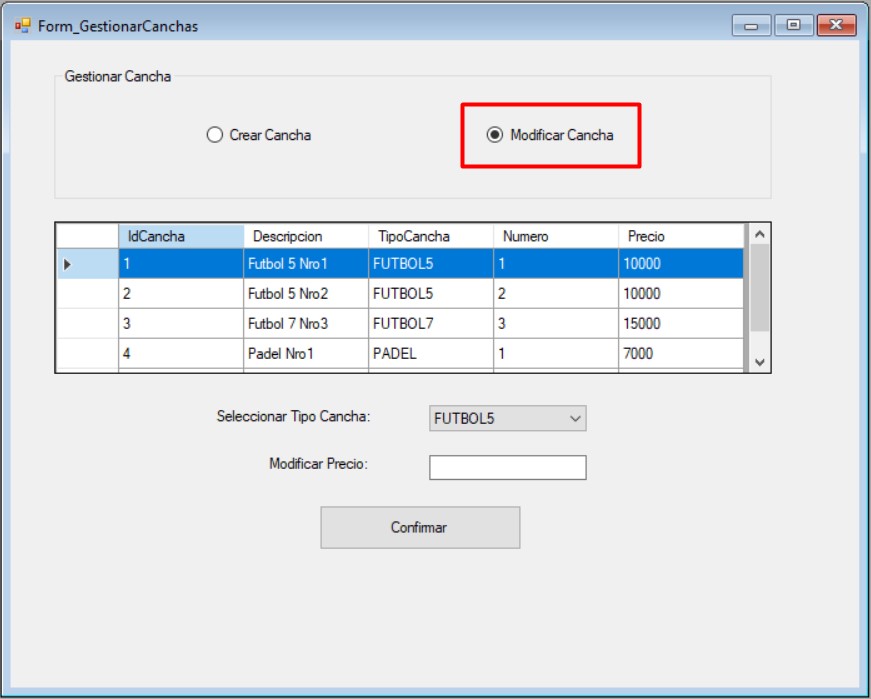 Form_GestionarCanchas
Gestionar Cancha
Crear Cancha Modificar Cancha
IdCancha Descripcion TipoCancha Numero Precio
1 Futbol 5 Nro1 FUTBOL5 1 10000
2 Futbol 5 Nro2 FUTBOL5 2 10000
3 Futbol 7 Nro3 FUTBOL7 3 15000
4 Padel Nro1 PADEL 1 7000
Seleccionar Tipo Cancha: FUTBOL5
Modificar Precio:
Confirmar